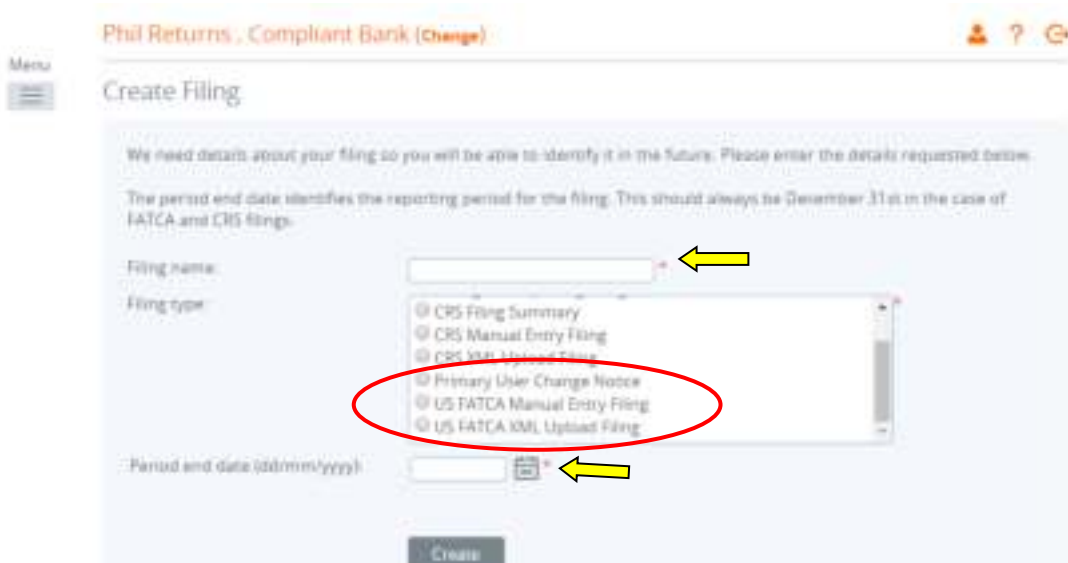 Phil Returns , Compliant Bank (Change)
?
Menu
Create Filing
We need details about your filing so you will be able to identify it in the future. Please enter the details requested below.
The period end date identifies the reporting period for the filing. This should always be December 31st in the case of
FATCA and CRS filings.
Filing name:
*
Filing type:
CRS Filing Summary
*
CRS Manual Entry Filing
CRS XML Upload Filing
Primary User Change Notice
US FATCA Manual Entry Filing
US FATCA XML Upload Filing
Period end date (dd/mm/yyyy):
*
Create